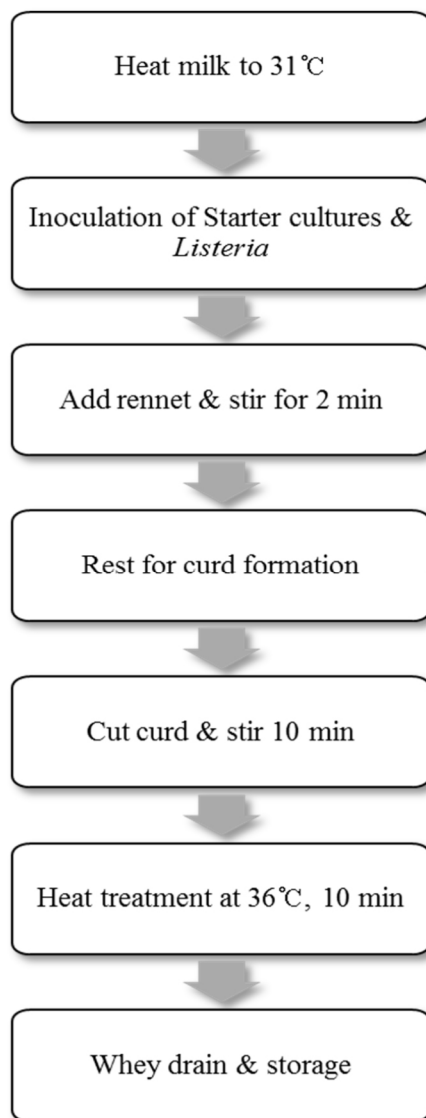 Heat milk to 31℃
Inoculation of Starter cultures &
Listeria
Add rennet & stir for 2 min
Rest for curd formation
Cut curd & stir 10 min
Heat treatment at 36℃, 10 min
Whey drain & storage